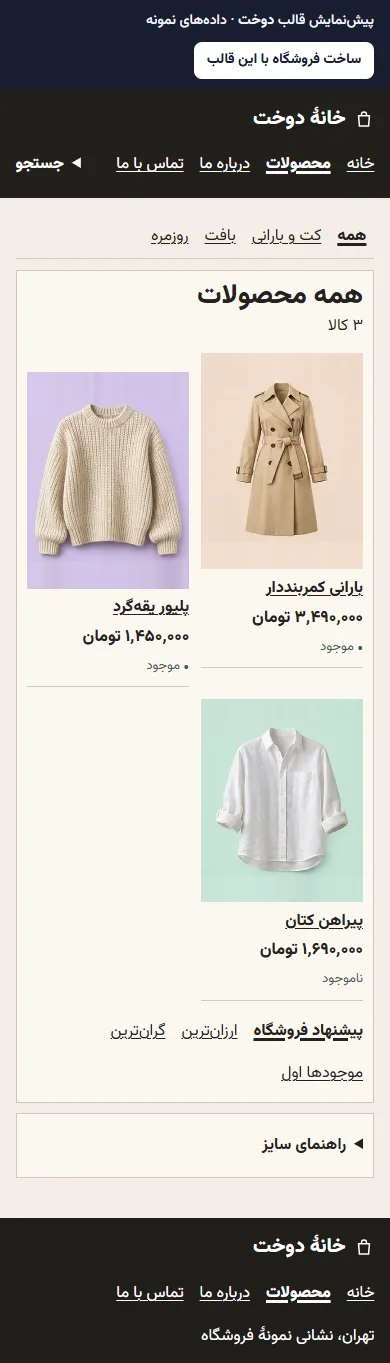 پیش‌نمایش قالب دوخت · داده‌های نمونه
ساخت فروشگاه با این قالب
خانهٔ دوخت
خانه محصولات درباره ما تماس با ما ◀ جستجو
همه کت و بارانی بافت روزمره
همه محصولات
۳ کالا
بارانی کمربنددار
۳,۴۹۰,۰۰۰ تومان
• موجود
پلیور یقه‌گرد
۱,۴۵۰,۰۰۰ تومان
• موجود
پیراهن کتان
۱,۶۹۰,۰۰۰ تومان
ناموجود
پیشنهاد فروشگاه ارزان‌ترین گران‌ترین
موجودها اول
◀ راهنمای سایز
خانهٔ دوخت
خانه محصولات درباره ما تماس با ما
تهران، نشانی نمونهٔ فروشگاه